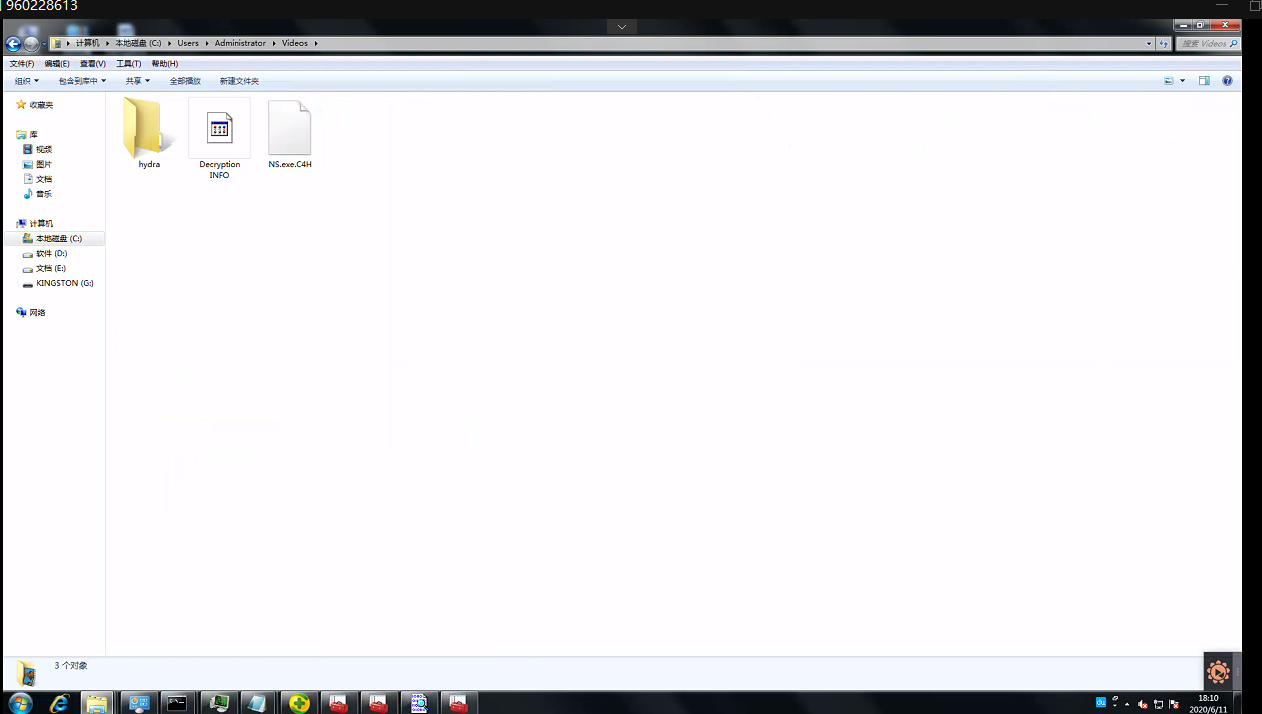 960228613
计算机 本地磁盘 (C:) Users Administrator Videos
搜索 Videos
文件(F) 编辑(E) 查看(V) 工具(T) 帮助(H)
组织 包含到库中 共享 全部播放 新建文件夹
收藏夹
库
视频
图片
文档
音乐
计算机
本地磁盘 (C:)
软件 (D:)
文档 (E:)
KINGSTON (G:)
网络
hydra
Decryption
INFO
NS.exe.C4H
3 个对象
du
18:10
2020/6/11